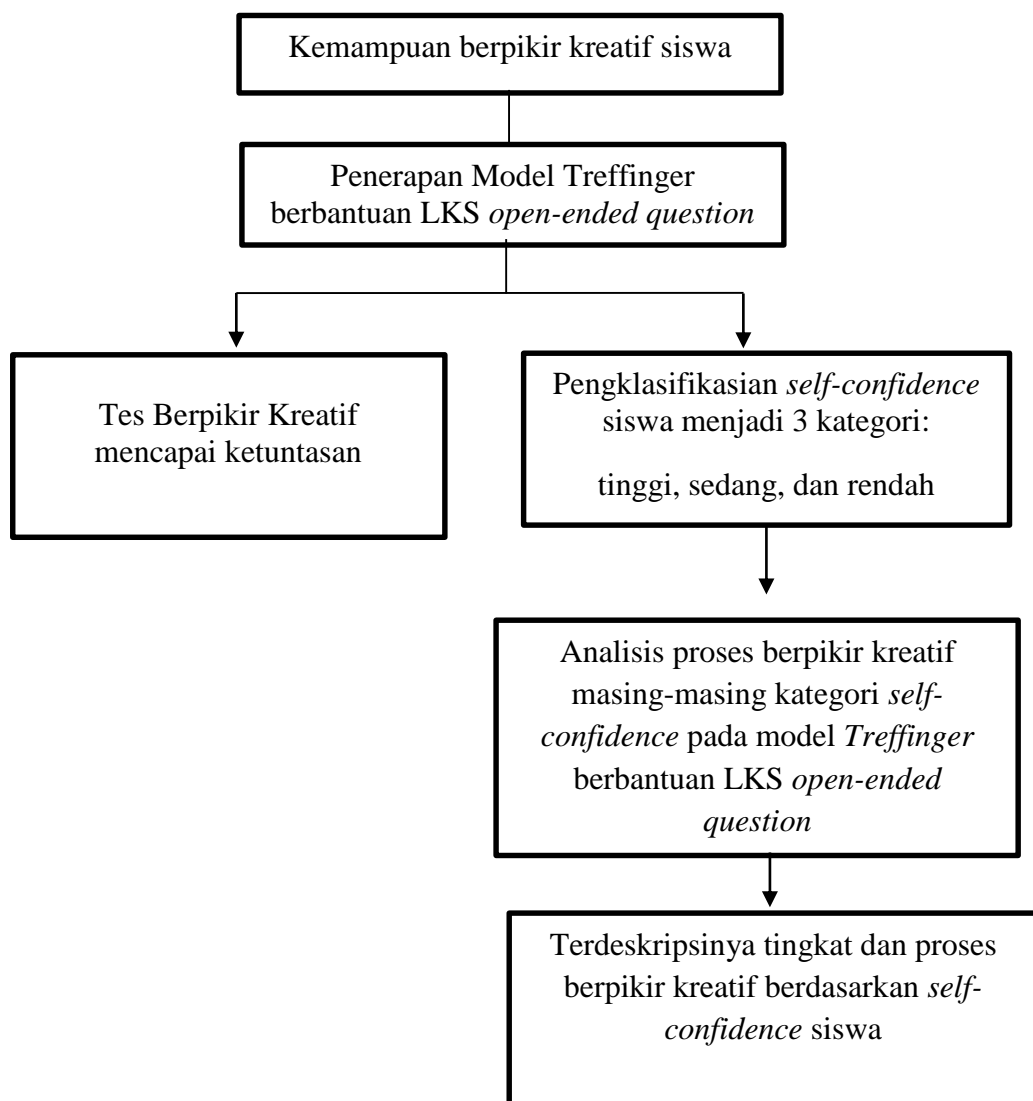 Kemampuan berpikir kreatif siswa
Penerapan Model Treffinger
berbantuan LKS open-ended question
Tes Berpikir Kreatif
mencapai ketuntasan
Pengklasifikasian self-confidence
siswa menjadi 3 kategori:
tinggi, sedang, dan rendah
Analisis proses berpikir kreatif
masing-masing kategori self-
confidence pada model Treffinger
berbantuan LKS open-ended
question
Terdeskripsinya tingkat dan proses
berpikir kreatif berdasarkan self-
confidence siswa